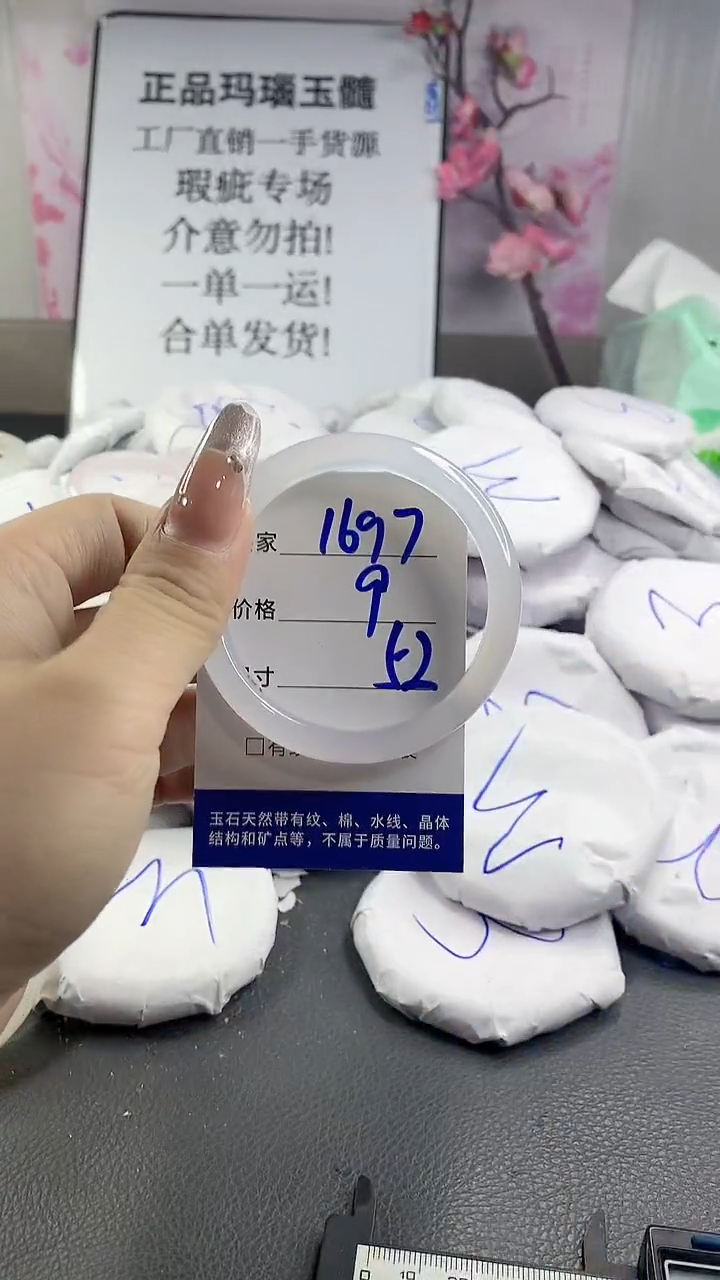 正品玛瑙玉髓
工厂直销一手货源
瑕疵专场
介意勿拍!
一单一运!
合单发货!
家 1697
价格 9
寸 52
□有
玉石天然带有纹、棉、水线、晶体
结构和矿点等，不属于质量问题。
0 10